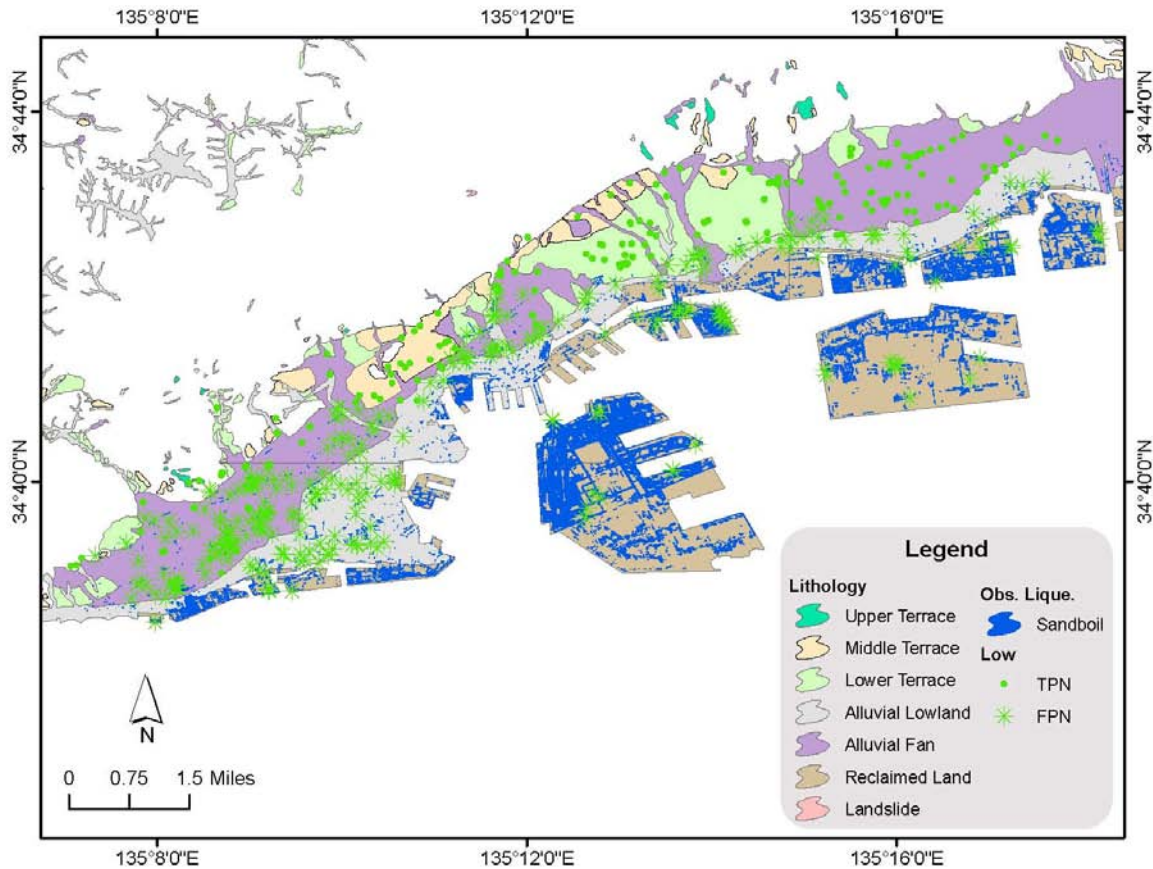 135°8'0"E 135°12'0"E 135°16'0"E
34°44'0"N 34°44'0"N
34°40'0"N 34°40'0"N
N
0 0.75 1.5 Miles
Legend
Lithology
Upper Terrace
Middle Terrace
Lower Terrace
Alluvial Lowland
Alluvial Fan
Reclaimed Land
Landslide
Obs. Lique.
Sandboil
Low
TPN
FPN
135°8'0"E 135°12'0"E 135°16'0"E